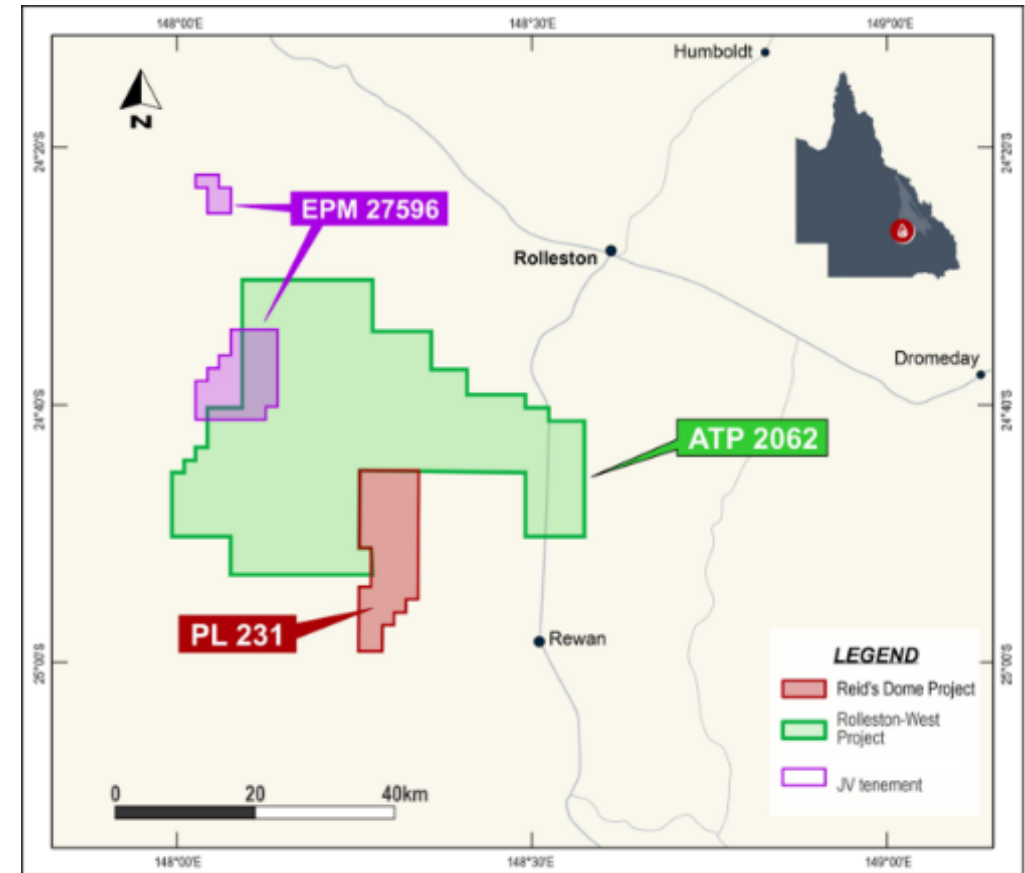 148°00'E 148°30'E 149°00'E
Humboldt
N
24°20'S 24°20'S
EPM 27596
Rolleston
Dromeday
24°40'S 24°40'S
ATP 2062
PL 231
Rewan
25°00'S 25°00'S
LEGEND
Reid's Dome Project
Rolleston-West
Project
JV tenement
0 20 40km
148°00'E 148°30'E 149°00'E